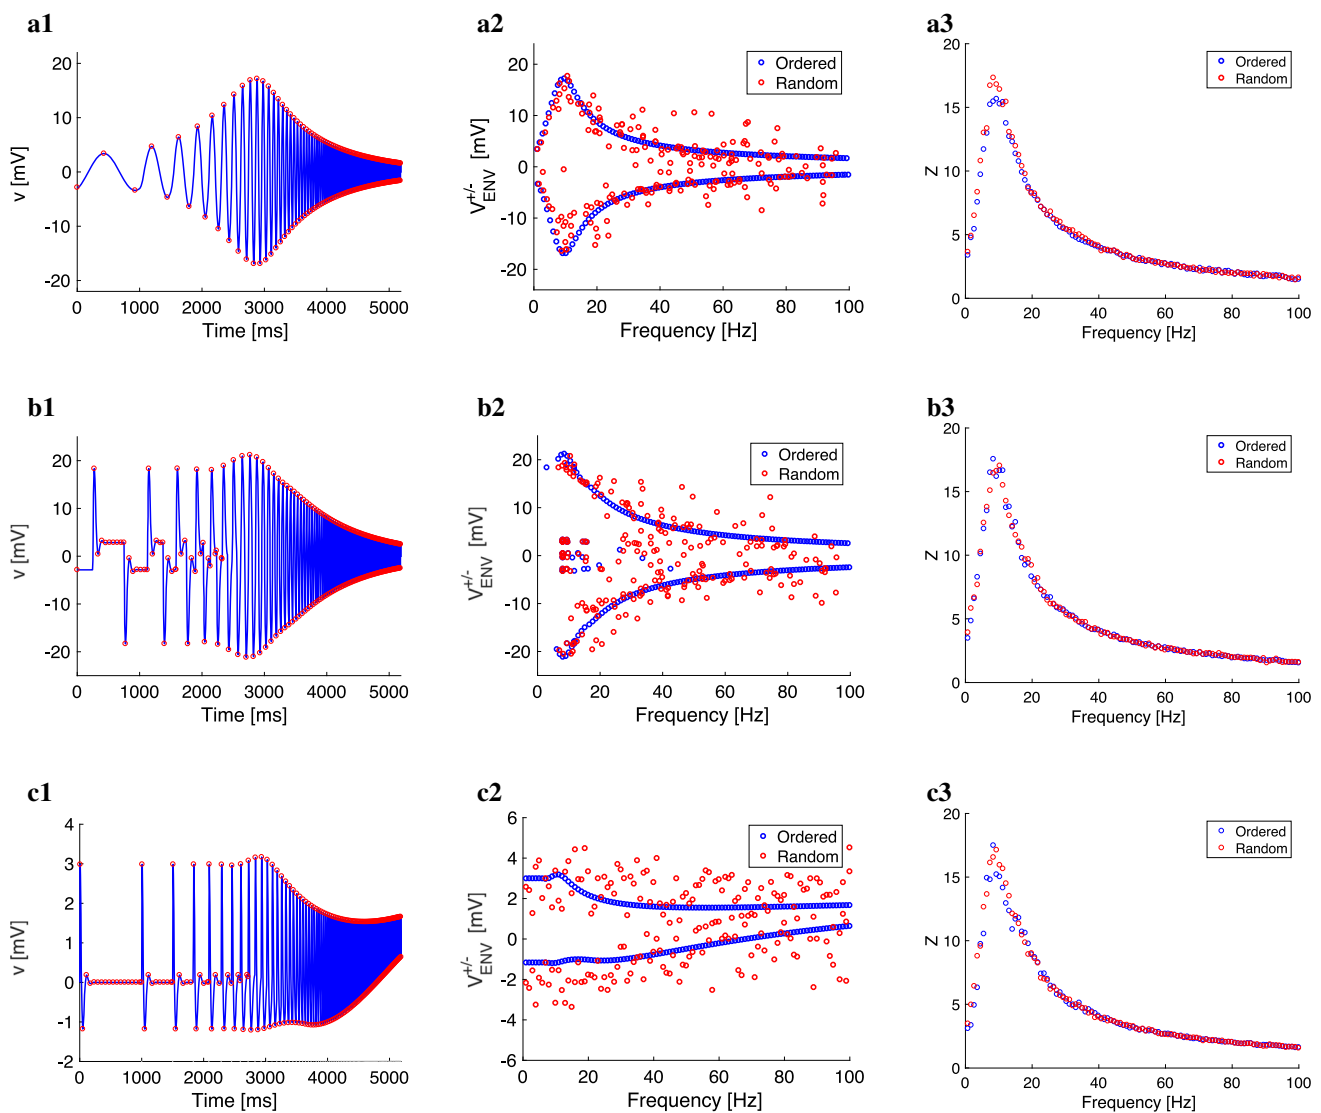 a1
20
10
0
-10
-20
v [mV]
0 1000 2000 3000 4000 5000
Time [ms]
a2
20
10
0
-10
-20
V_ENV^+/- [mV]
Ordered
Random
0 20 40 60 80 100
Frequency [Hz]
a3
20
15
10
5
0
Z
Ordered
Random
0 20 40 60 80 100
Frequency [Hz]
b1
20
10
0
-10
-20
v [mV]
0 1000 2000 3000 4000 5000
Time [ms]
b2
20
10
0
-10
-20
V_ENV^+/- [mV]
Ordered
Random
0 20 40 60 80 100
Frequency [Hz]
b3
20
15
10
5
0
Z
Ordered
Random
0 20 40 60 80 100
Frequency [Hz]
c1
4
3
2
1
0
-1
-2
v [mV]
0 1000 2000 3000 4000 5000
Time [ms]
c2
6
4
2
0
-2
-4
-6
V_ENV^+/- [mV]
Ordered
Random
0 20 40 60 80 100
Frequency [Hz]
c3
20
15
10
5
0
Z
Ordered
Random
0 20 40 60 80 100
Frequency [Hz]